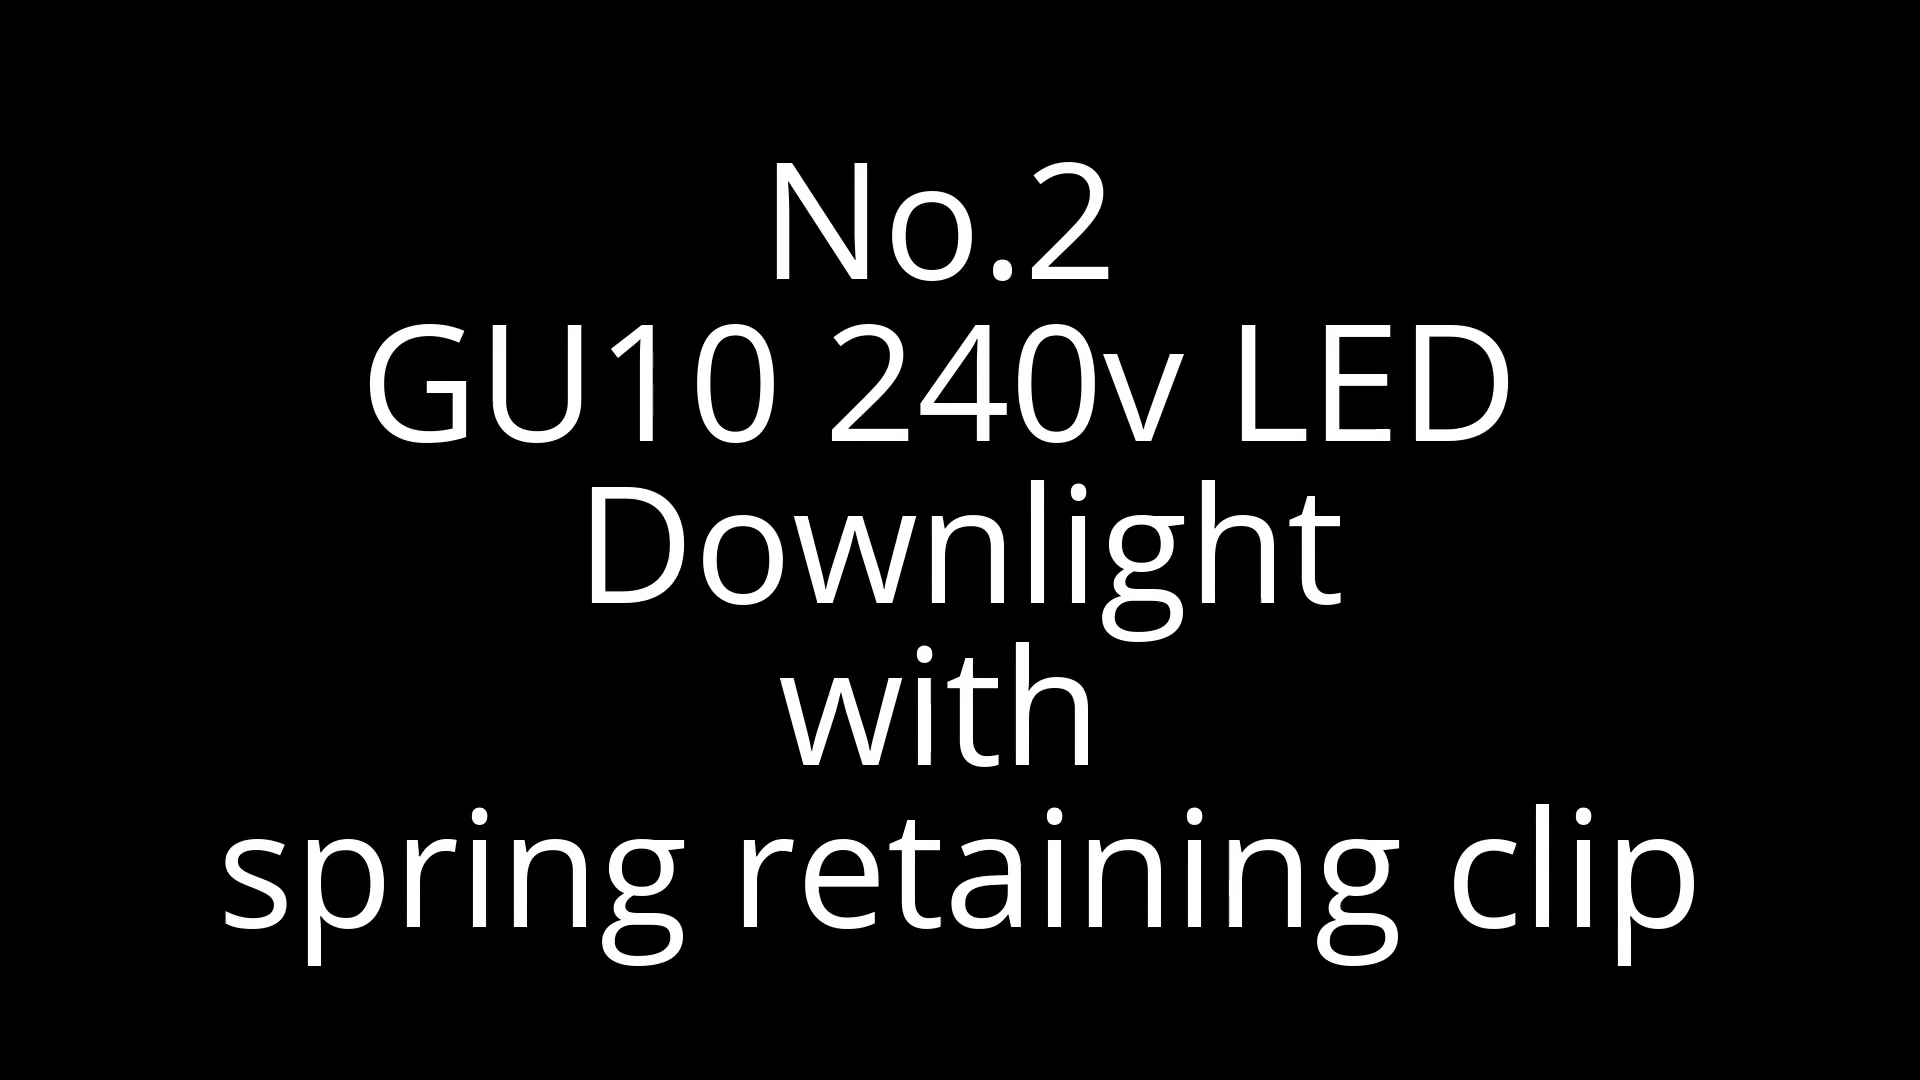 No.2
GU10 240v LED
Downlight
with
spring retaining clip